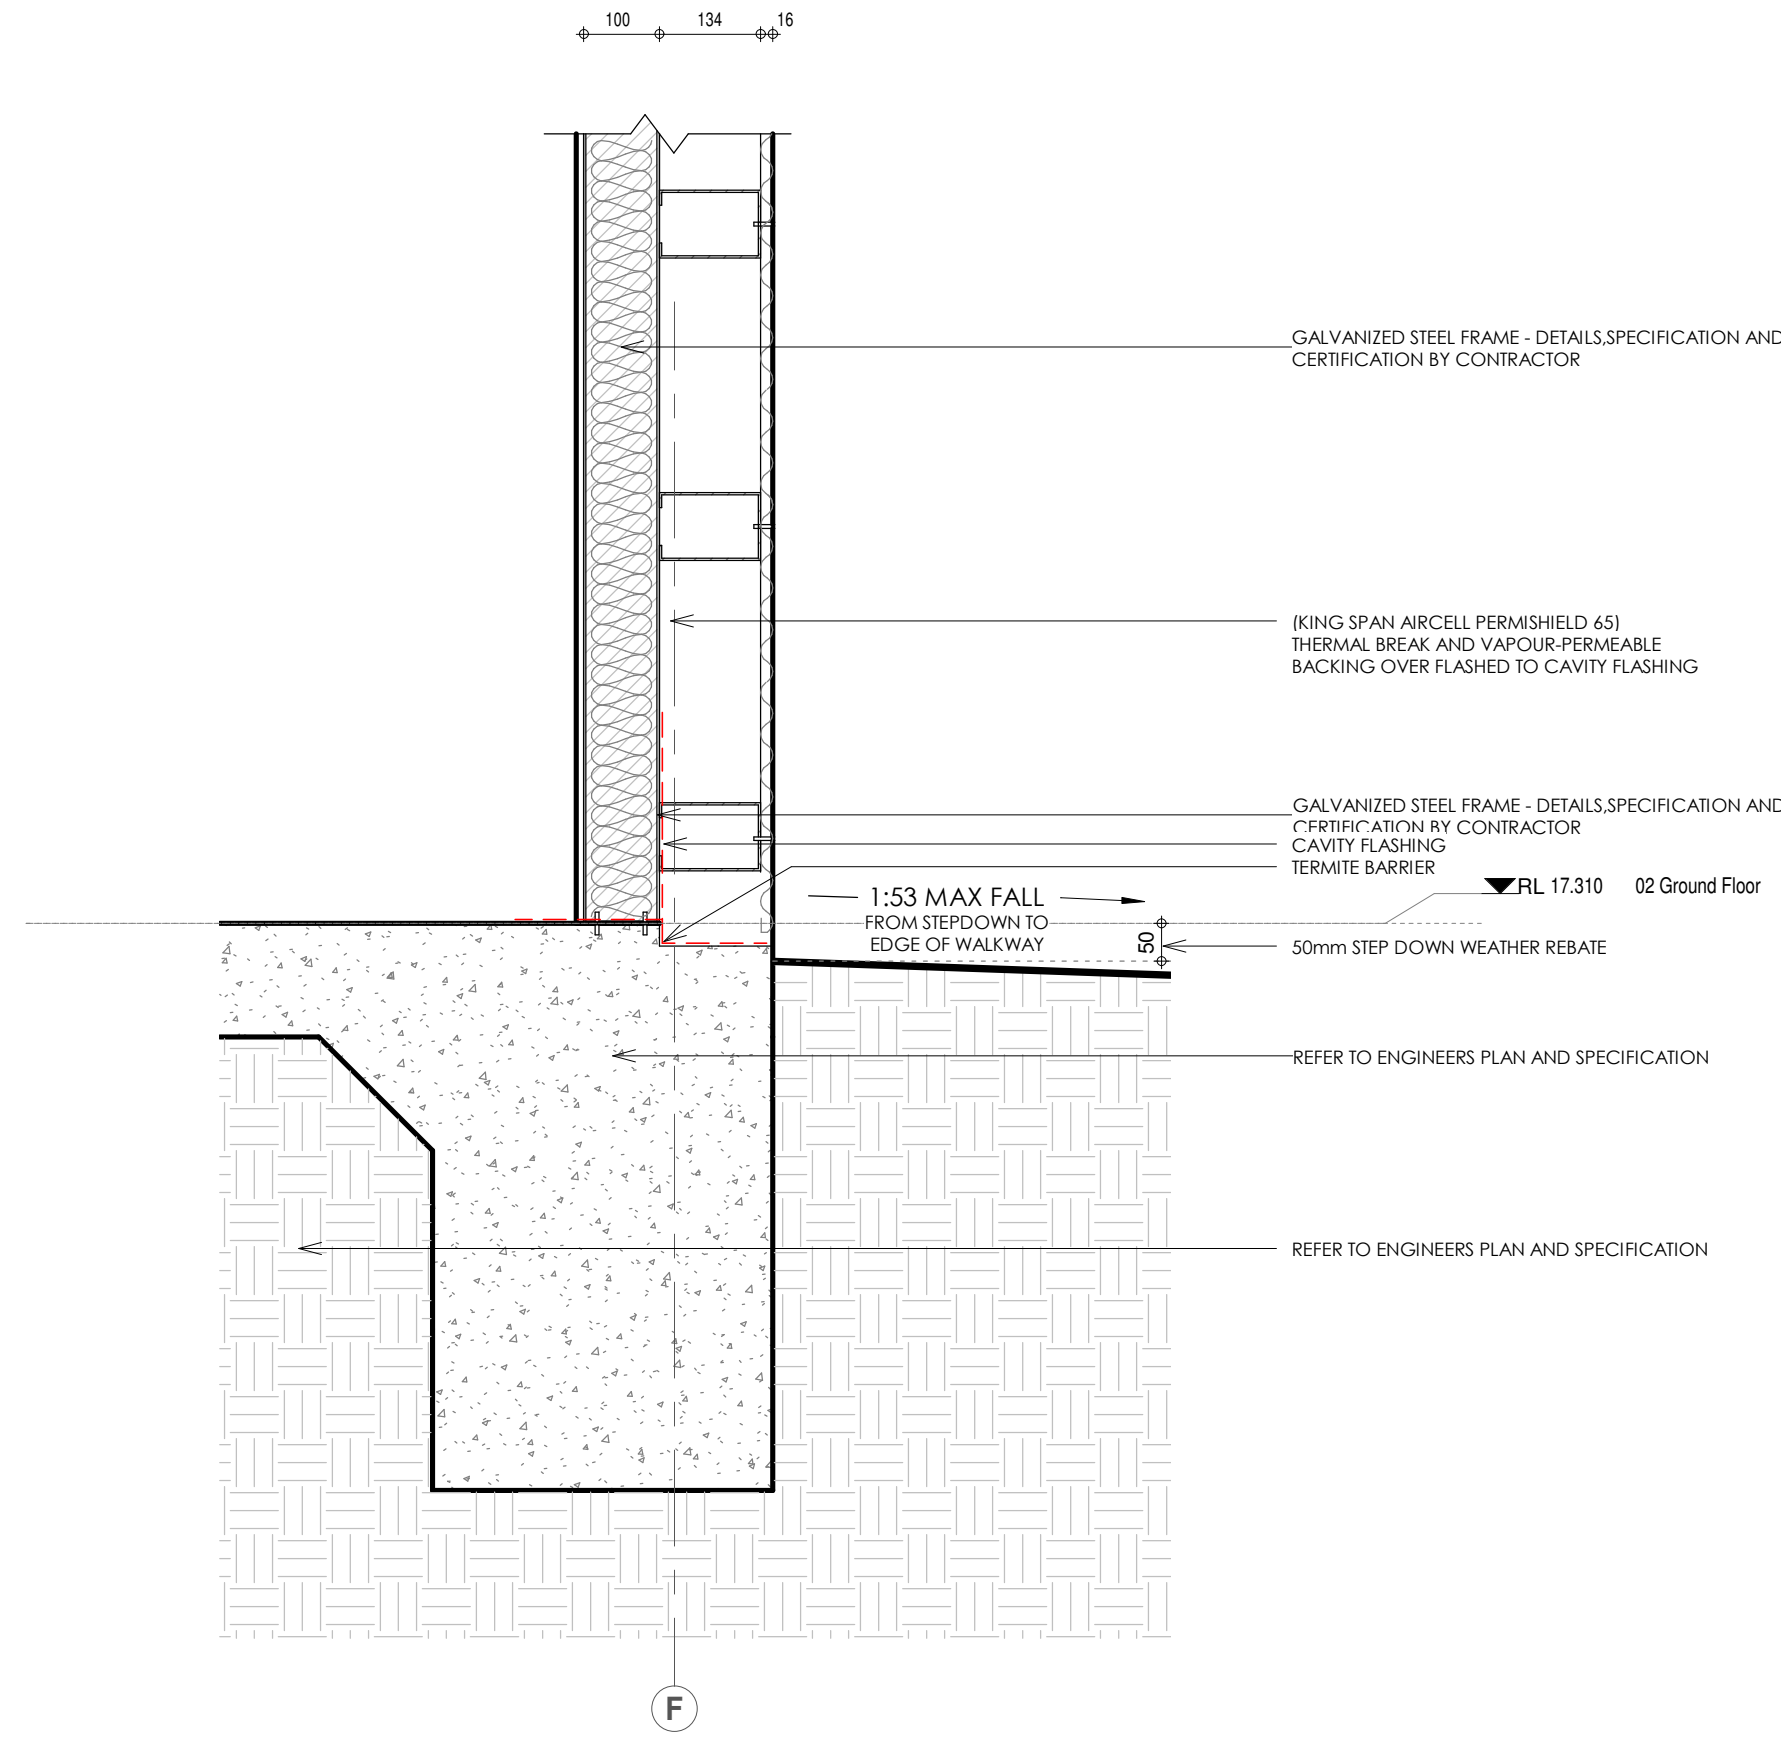 100 134 16
GALVANIZED STEEL FRAME - DETAILS,SPECIFICATION AND
CERTIFICATION BY CONTRACTOR
(KING SPAN AIRCELL PERMISHIELD 65)
THERMAL BREAK AND VAPOUR-PERMEABLE
BACKING OVER FLASHED TO CAVITY FLASHING
GALVANIZED STEEL FRAME - DETAILS,SPECIFICATION AND
CERTIFICATION BY CONTRACTOR
CAVITY FLASHING
TERMITE BARRIER
RL 17.310 02 Ground Floor
1:53 MAX FALL
FROM STEPDOWN TO
EDGE OF WALKWAY
50
50mm STEP DOWN WEATHER REBATE
REFER TO ENGINEERS PLAN AND SPECIFICATION
REFER TO ENGINEERS PLAN AND SPECIFICATION
F